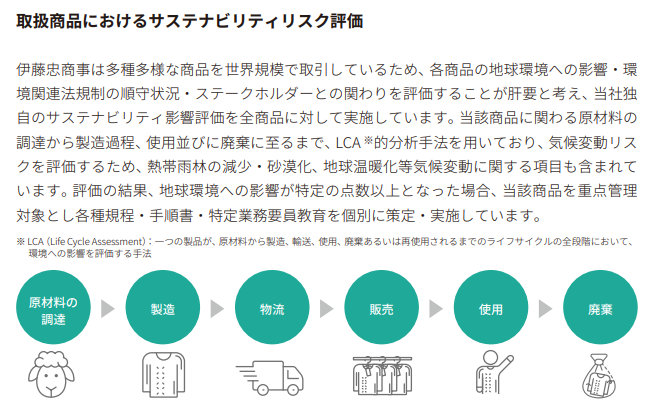 取扱商品におけるサステナビリティリスク評価
伊藤忠商事は多種多様な商品を世界規模で取引しているため、各商品の地球環境への影響・環
境関連法規制の順守状況・ステークホルダーとの関わりを評価することが肝要と考え、当社独
自のサステナビリティ影響評価を全商品に対して実施しています。当該商品に関わる原材料の
調達から製造過程、使用並びに廃棄に至るまで、LCA※的分析手法を用いており、気候変動リス
クを評価するため、熱帯雨林の減少・砂漠化、地球温暖化等気候変動に関する項目も含まれて
います。評価の結果、地球環境への影響が特定の点数以上となった場合、当該商品を重点管理
対象とし各種規程・手順書・特定業務要員教育を個別に策定・実施しています。
※ LCA（Life Cycle Assessment）：一つの製品が、原材料から製造、輸送、使用、廃棄あるいは再使用されるまでのライフサイクルの全段階において、
環境への影響を評価する手法
原材料の
調達
製造
物流
販売
使用
廃棄